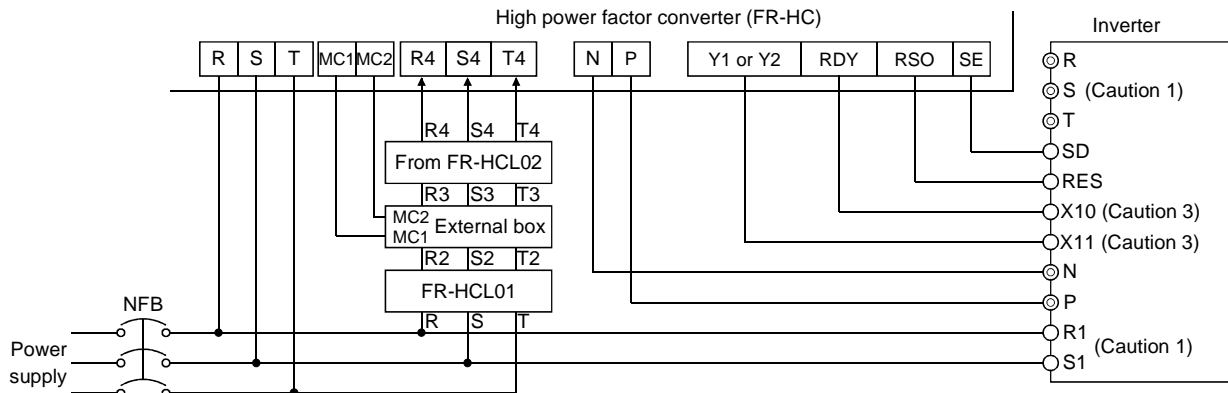 High power factor converter (FR-HC)
Inverter
R S T MC1 MC2 R4 S4 T4 N P Y1 or Y2 RDY RSO SE
R
S (Caution 1)
T
R4 S4 T4
SD
From FR-HCL02
RES
R3 S3 T3
X10 (Caution 3)
MC2
MC1
External box
X11 (Caution 3)
R2 S2 T2
N
FR-HCL01
NFB
P
R S T
R1
(Caution 1)
Power
supply
S1